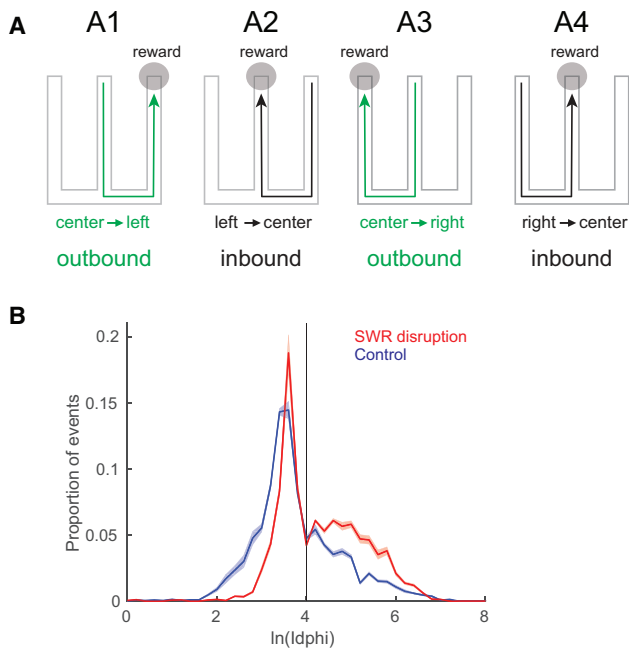 A
A1 A2 A3 A4
reward reward reward reward
center → left left → center center → right right → center
outbound inbound outbound inbound
B
SWR disruption
Control
Proportion of events
0.2
0.15
0.1
0.05
0
0 2 4 6 8
ln(Idphi)